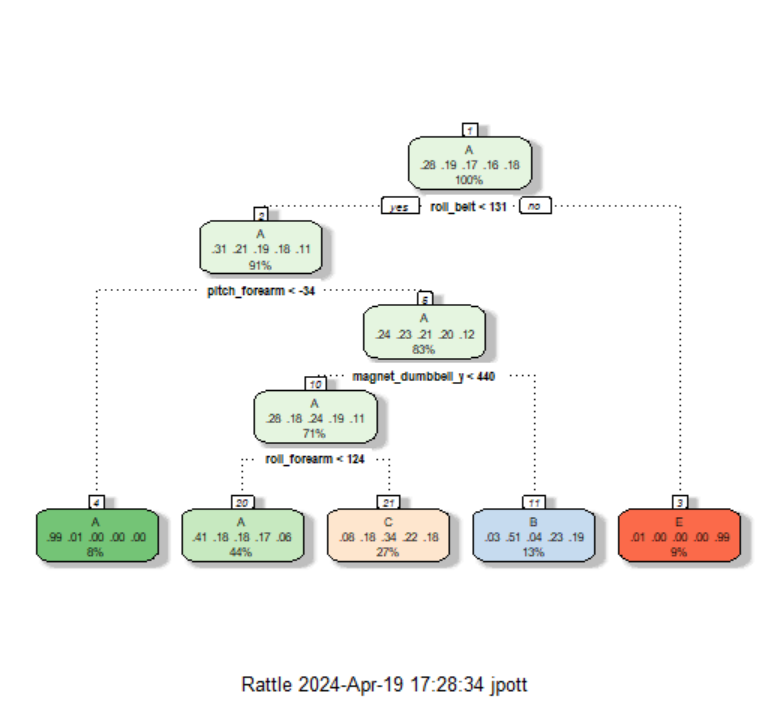 1
A
.28 .19 .17 .16 .18
100%
yes roll_belt < 131 no
2
A
.31 .21 .19 .18 .11
91%
pitch_forearm < -34
5
A
.24 .23 .21 .20 .12
83%
magnet_dumbbell_y < 440
10
A
.28 .18 .24 .19 .11
71%
roll_forearm < 124
4
A
.99 .01 .00 .00 .00
8%
20
A
.41 .18 .18 .17 .06
44%
21
C
.08 .18 .34 .22 .18
27%
11
B
.03 .51 .04 .23 .19
13%
3
E
.01 .00 .00 .00 .99
9%
Rattle 2024-Apr-19 17:28:34 jpott